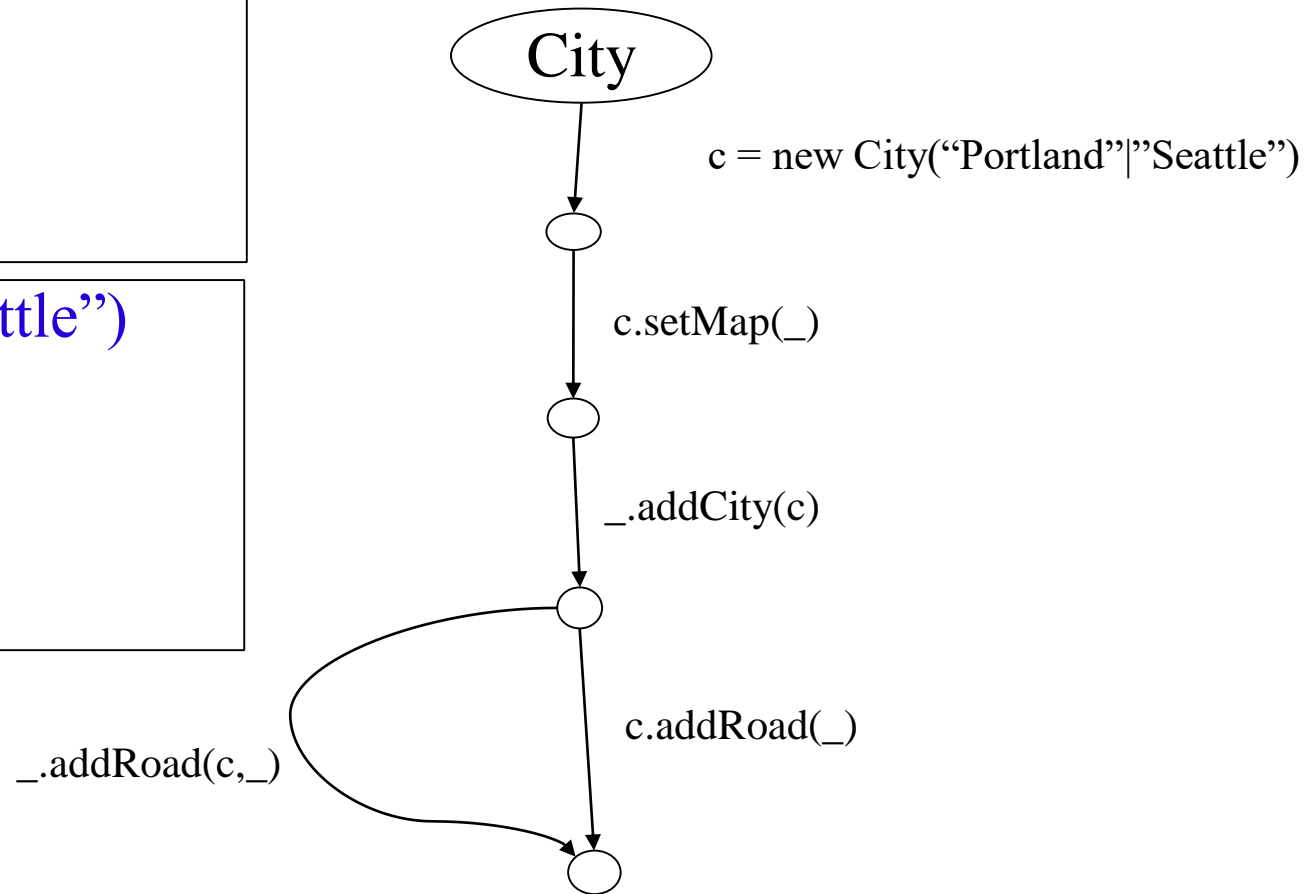 City
c = new City(“Portland”|”Seattle”)
ttle”)
c.setMap(_)
_.addCity(c)
c.addRoad(_)
_.addRoad(c,_)